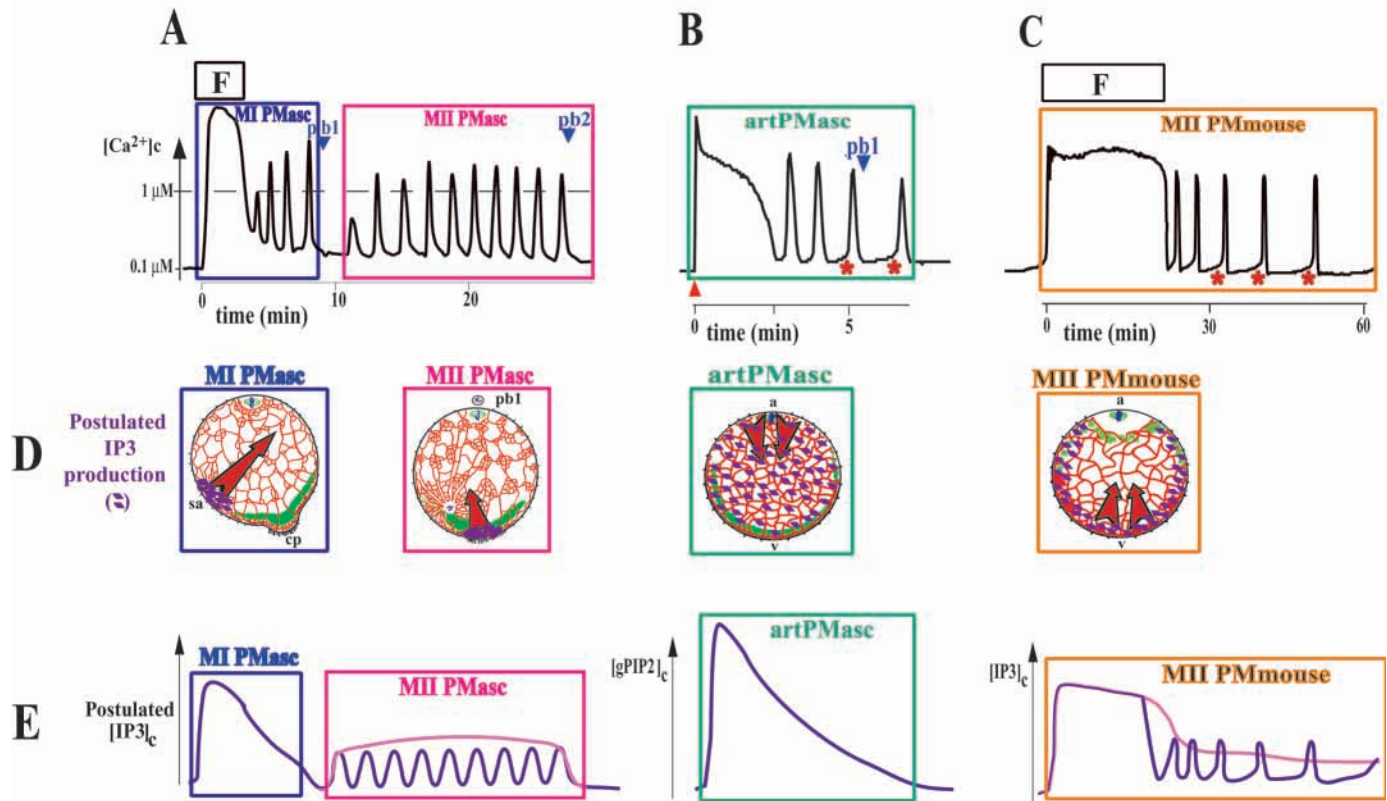 A
B
C
F
F
MI PMasc
pb1
MII PMasc
pb2
artPMasc
pb1
MII PMmouse
[Ca2+]c
1 µM
0.1 µM
*
*
*
*
*
0
10
20
time (min)
0
5
time (min)
0
30
60
time (min)
D
Postulated
IP3
production
( )
MI PMasc
sa
cp
MII PMasc
pb1
artPMasc
a
v
MII PMmouse
a
v
E
Postulated
[IP3]c
MI PMasc
MII PMasc
[gPIP2]c
artPMasc
[IP3]c
MII PMmouse